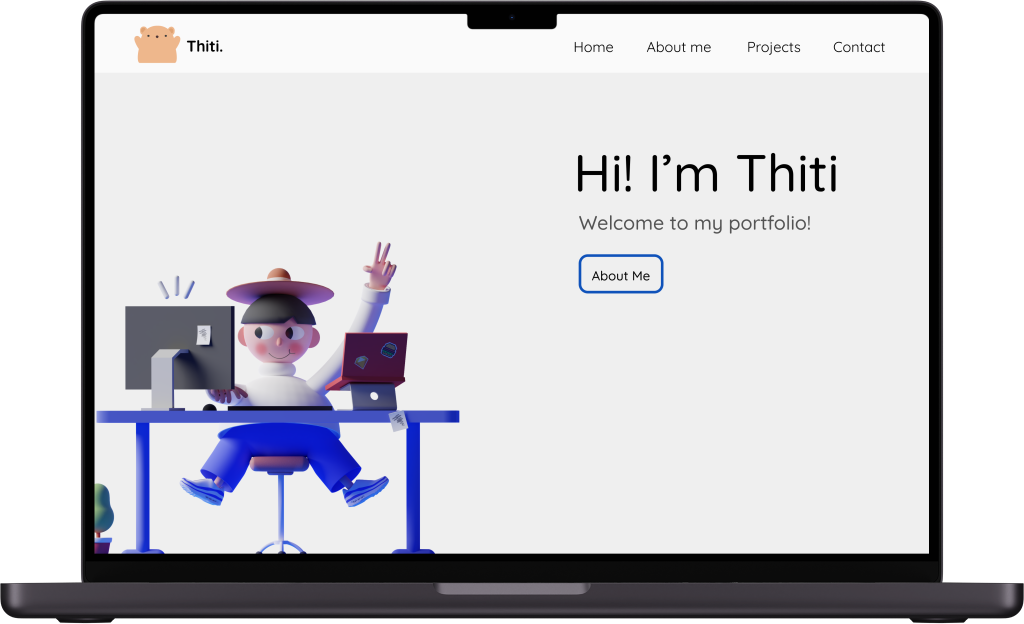 Thiti.
Home About me Projects Contact
Hi! I’m Thiti
Welcome to my portfolio!
About Me